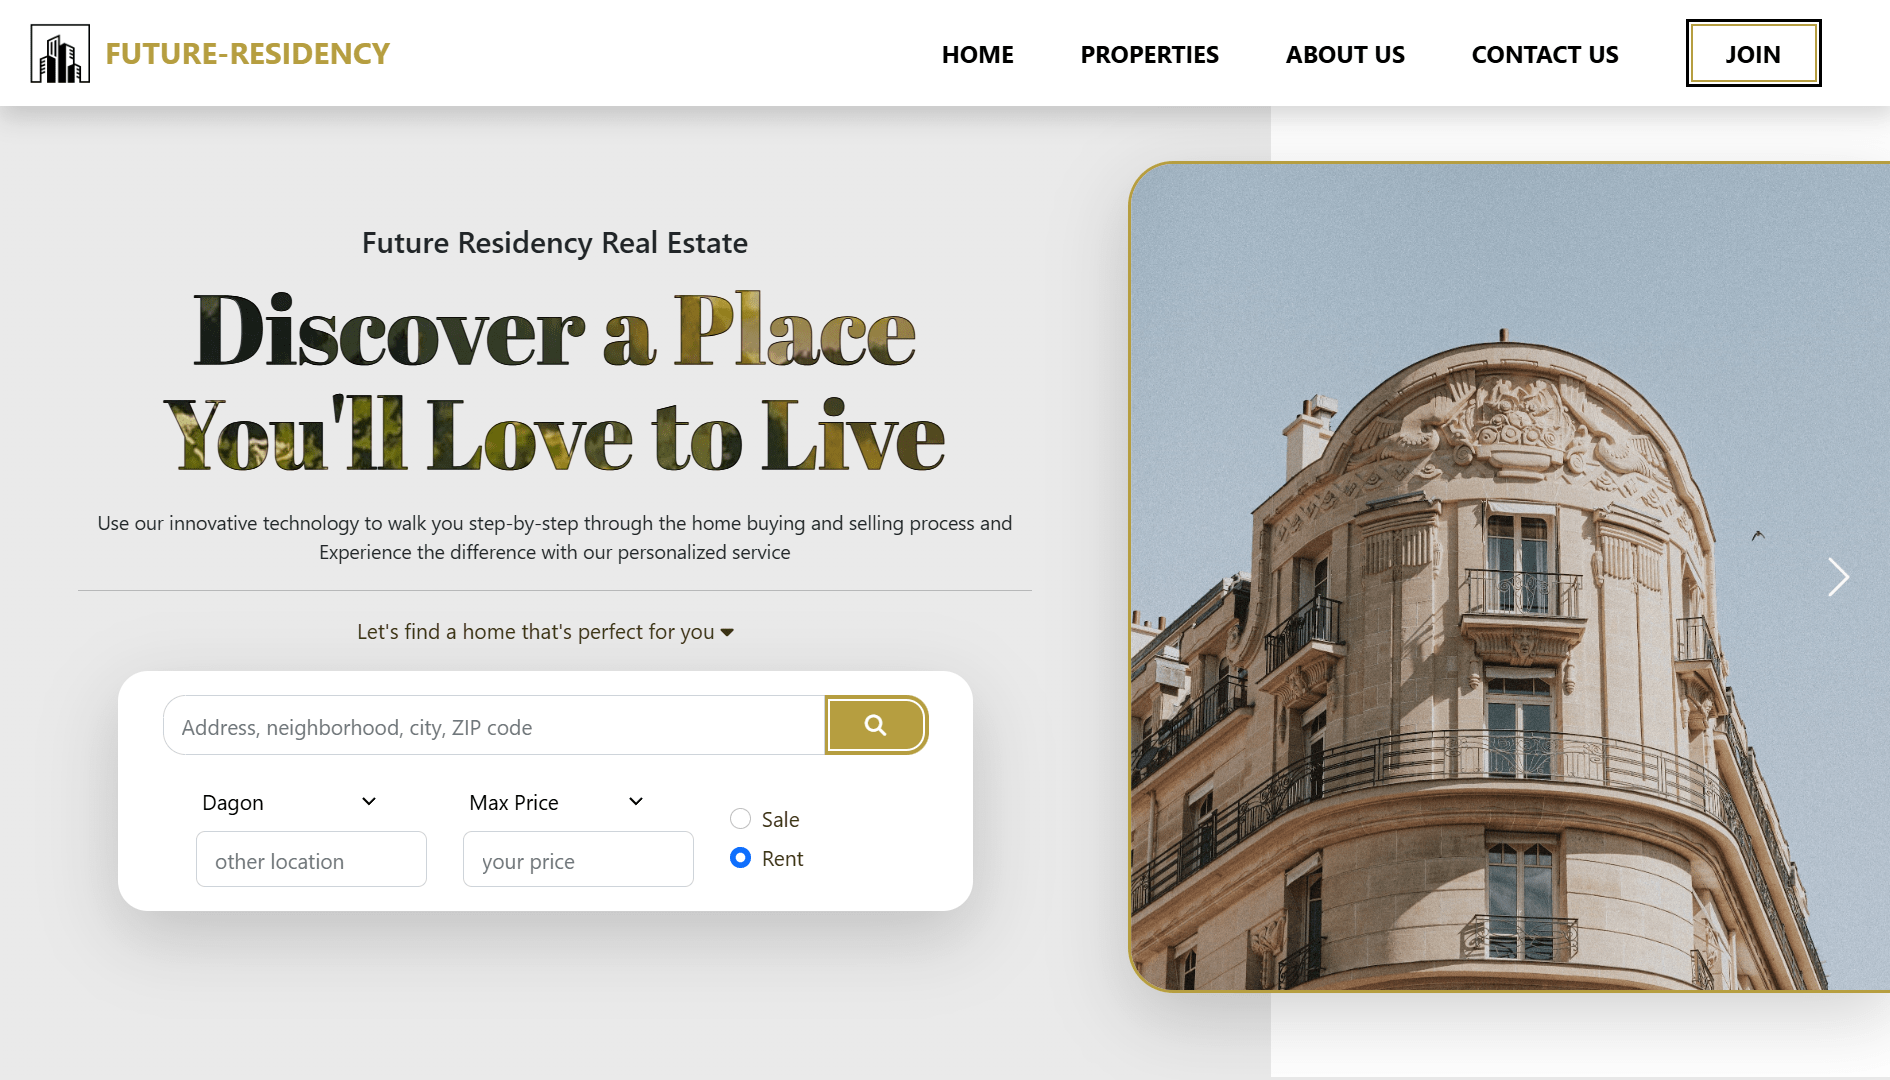 FUTURE-RESIDENCY
HOME
PROPERTIES
ABOUT US
CONTACT US
JOIN
Future Residency Real Estate
Discover a Place
You'll Love to Live
Use our innovative technology to walk you step-by-step through the home buying and selling process and
Experience the difference with our personalized service
Let's find a home that's perfect for you
Address, neighborhood, city, ZIP code
Dagon
Max Price
other location
your price
Sale
Rent